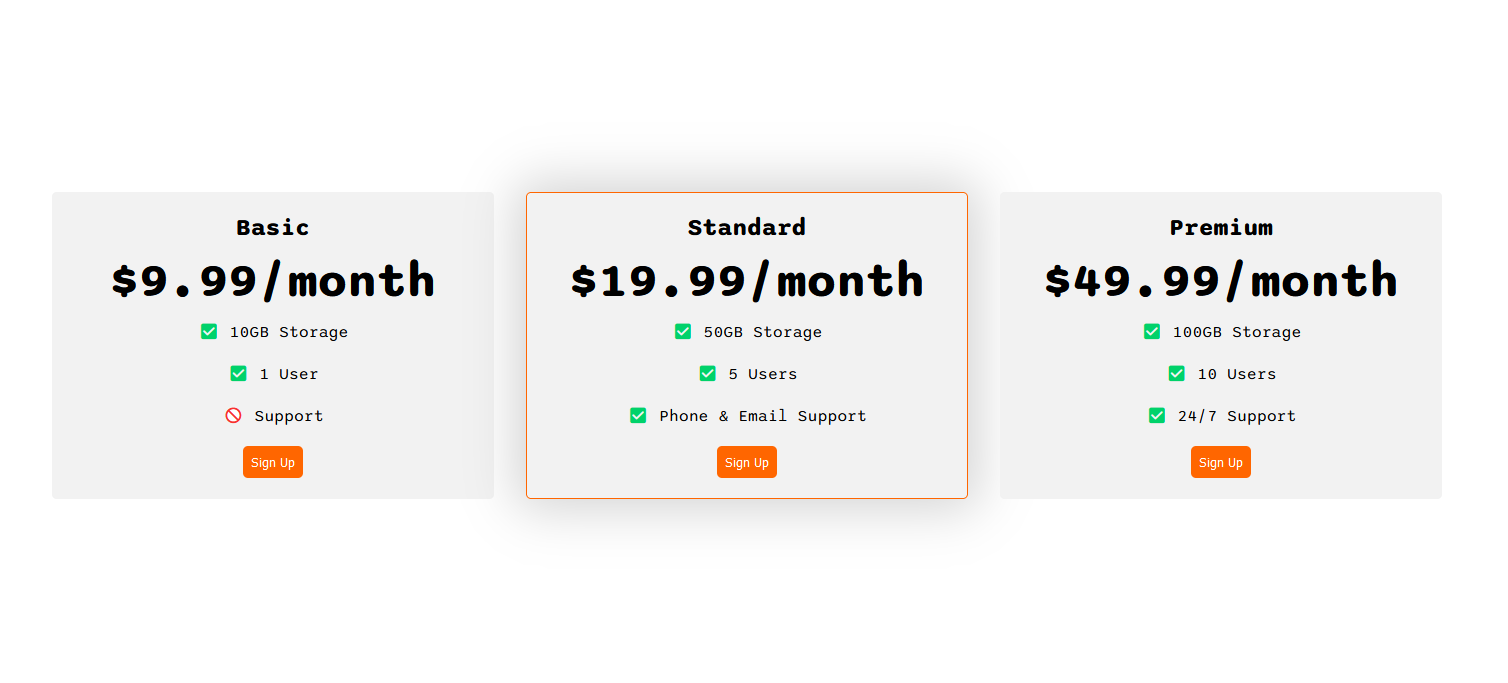 Basic
$9.99/month
✅ 10GB Storage
✅ 1 User
🚫 Support
Sign Up
Standard
$19.99/month
✅ 50GB Storage
✅ 5 Users
✅ Phone & Email Support
Sign Up
Premium
$49.99/month
✅ 100GB Storage
✅ 10 Users
✅ 24/7 Support
Sign Up